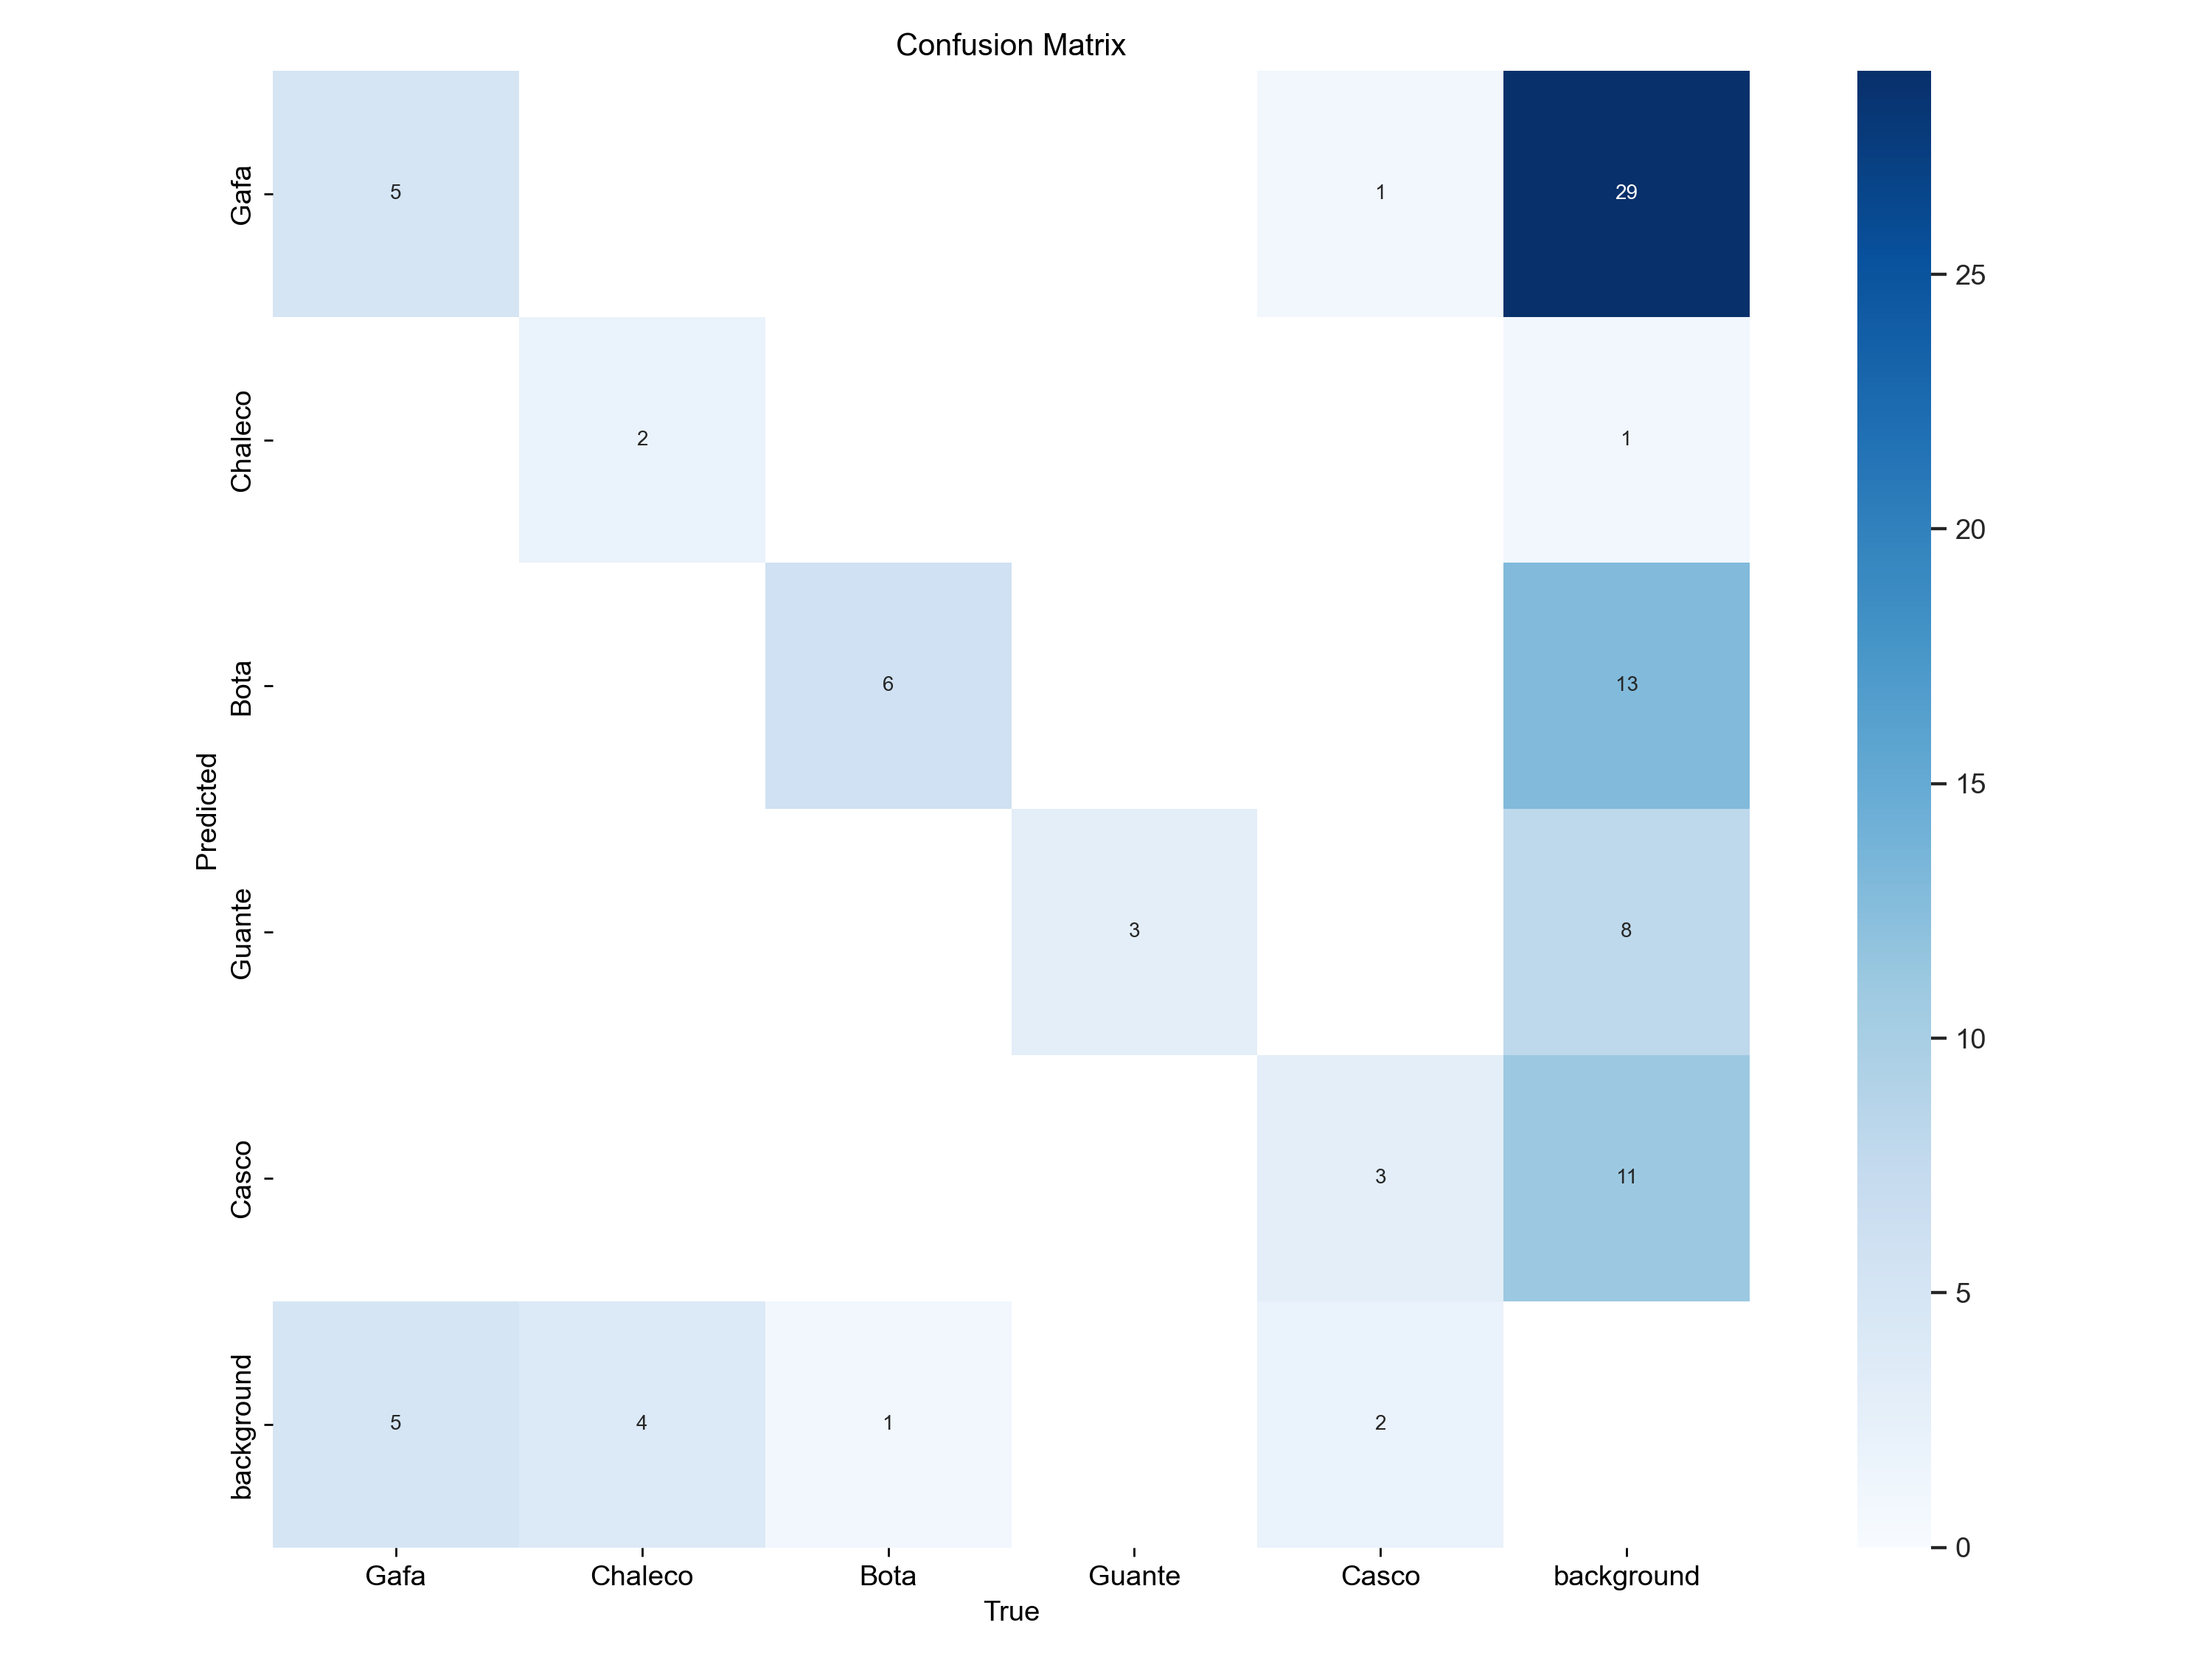 Confusion Matrix
Gafa
5
1
29
Chaleco
2
1
Bota
6
13
Guante
3
8
Casco
3
11
background
5
4
1
2
Predicted
Gafa
Chaleco
Bota
Guante
Casco
background
True
25
20
15
10
5
0